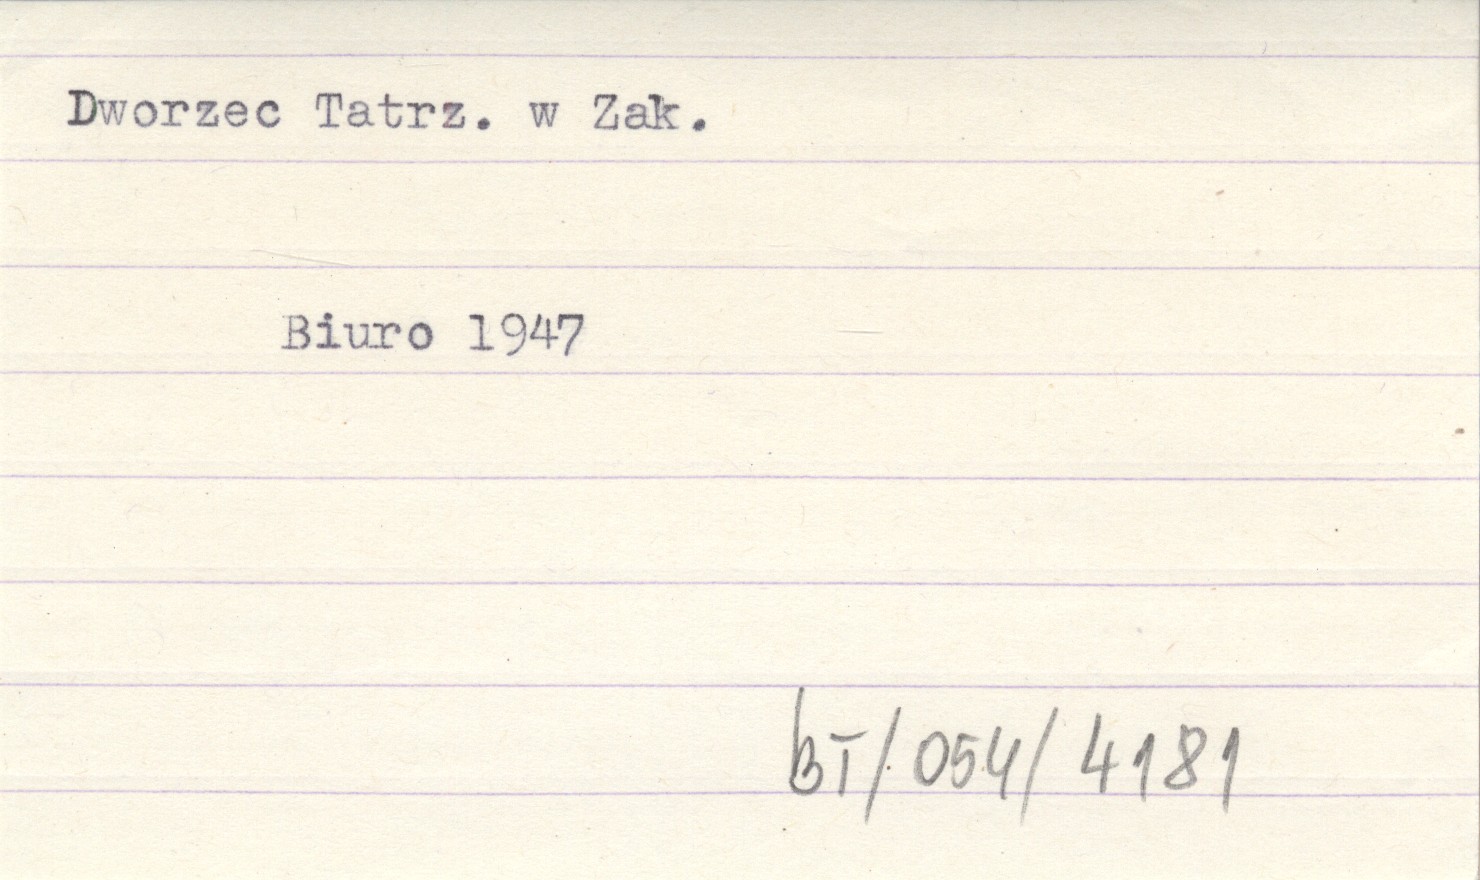 Dworzec Tatrz. w Zak.
Biuro 1947
BT/054/4181